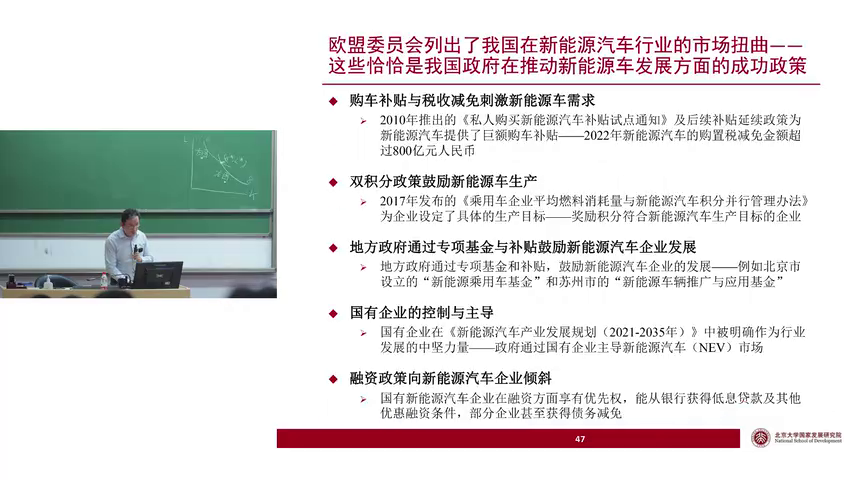 欧盟委员会列出了我国在新能源汽车行业的市场扭曲——
这些恰恰是我国政府在推动新能源车发展方面的成功政策
购车补贴与税收减免刺激新能源车需求
2010年推出的《私人购买新能源汽车补贴试点通知》及后续补贴延续政策为
新能源汽车提供了巨额购车补贴——2022年新能源汽车的购置税减免金额超
过800亿元人民币
双积分政策鼓励新能源车生产
2017年发布的《乘用车企业平均燃料消耗量与新能源汽车积分并行管理办法》
为企业设定了具体的生产目标——奖励积分符合新能源汽车生产目标的企业
地方政府通过专项基金与补贴鼓励新能源汽车企业发展
地方政府通过专项基金和补贴，鼓励新能源汽车企业的发展——例如北京市
设立的“新能源乘用车基金”和苏州市的“新能源车辆推广与应用基金”
国有企业的控制与主导
国有企业在《新能源汽车产业发展规划（2021-2035年）》中被明确作为行业
发展的中坚力量——政府通过国有企业主导新能源汽车（NEV）市场
融资政策向新能源汽车企业倾斜
国有新能源汽车企业在融资方面享有优先权，能从银行获得低息贷款及其他
优惠融资条件，部分企业甚至获得债务减免
47
北京大学国家发展研究院
National School of Development